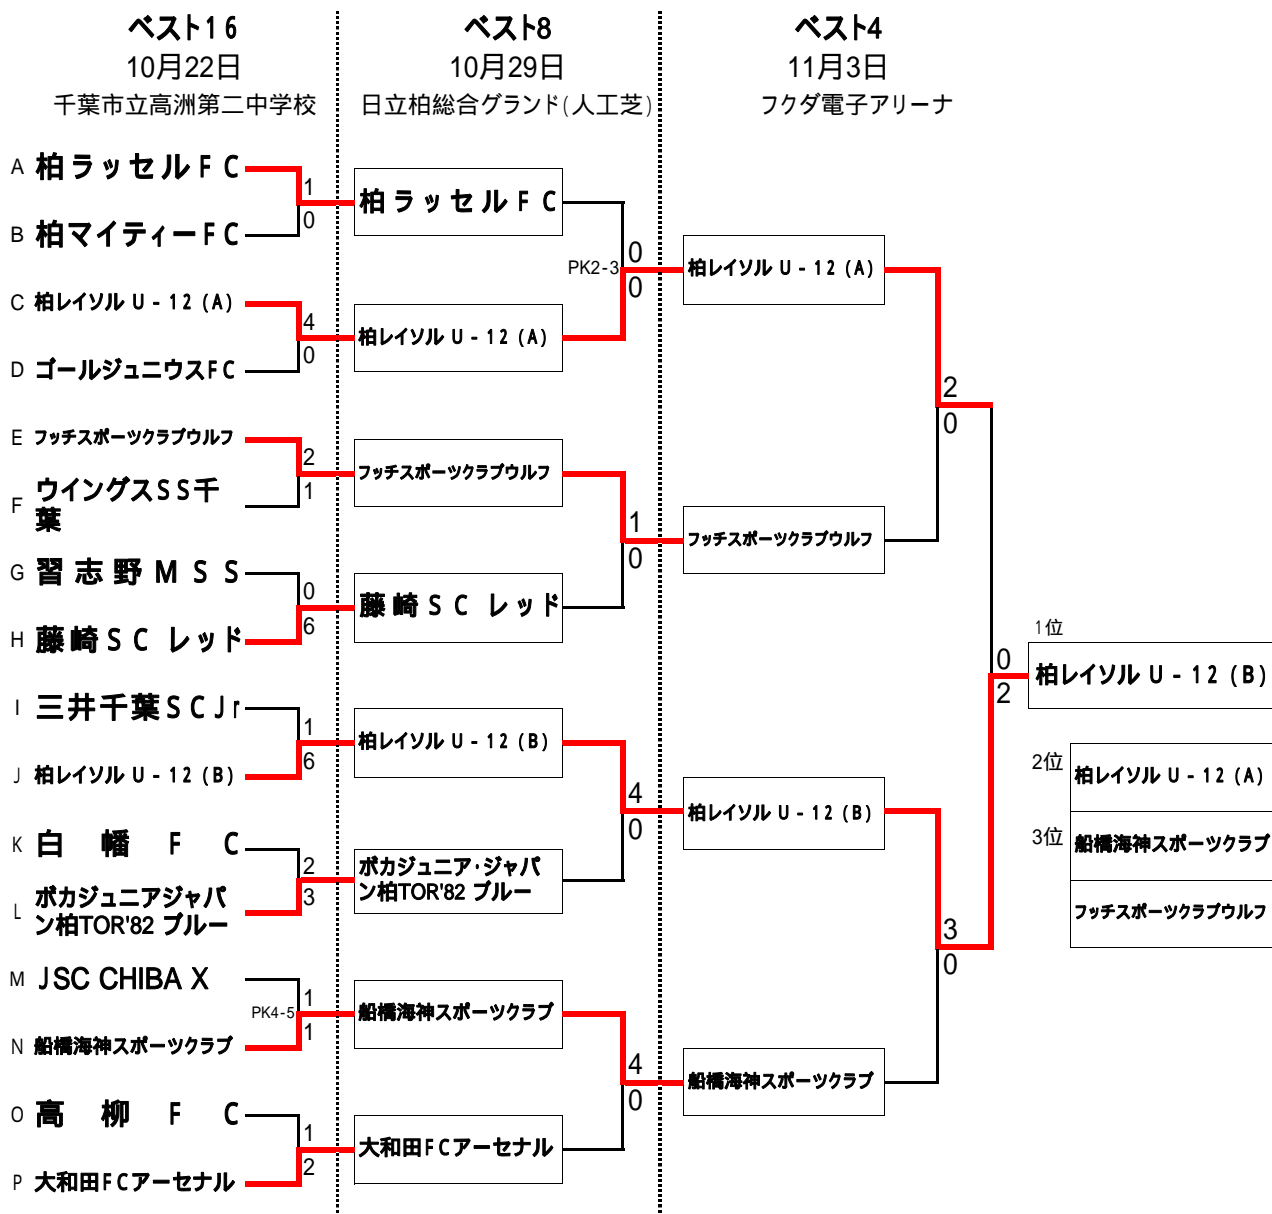 ベスト16
10月22日
千葉市立高洲第二中学校
A 柏ラッセルFC
1
0
B 柏マイティーFC
C 柏レイソル U-12 (A)
4
0
D ゴールジュニウスFC
E フッチスポーツクラブウルフ
2
1
F ウイングスSS千
葉
G 習志野MSS
0
6
H 藤崎SC レッド
I 三井千葉SCJr
1
6
J 柏レイソル U-12 (B)
K 白幡FC
2
3
L ボカジュニアジャパ
ン柏TOR'82 ブルー
M JSC CHIBA X
PK4-5
1
1
N 船橋海神スポーツクラブ
O 高柳FC
1
2
P 大和田FCアーセナル
ベスト8
10月29日
日立柏総合グランド(人工芝)
柏ラッセルFC
PK2-3
0
0
柏レイソル U-12 (A)
フッチスポーツクラブウルフ
1
0
藤崎SC レッド
柏レイソル U-12 (B)
4
0
ボカジュニア・ジャパ
ン柏TOR'82 ブルー
船橋海神スポーツクラブ
4
0
大和田FCアーセナル
ベスト4
11月3日
フクダ電子アリーナ
柏レイソル U-12 (A)
2
0
フッチスポーツクラブウルフ
柏レイソル U-12 (B)
3
0
船橋海神スポーツクラブ
0
2
1位
柏レイソル U-12 (B)
2位 柏レイソル U-12 (A)
3位 船橋海神スポーツクラブ
フッチスポーツクラブウルフ